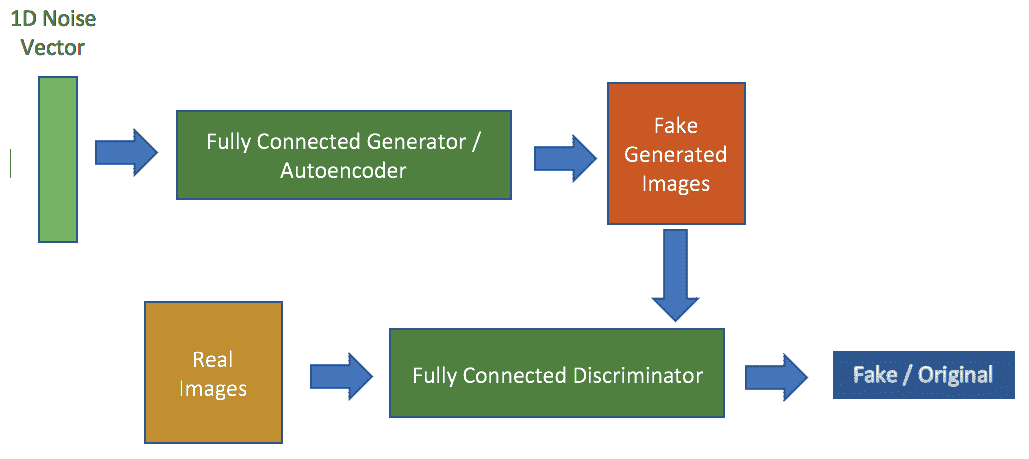 1D Noise
Vector
Fully Connected Generator /
Autoencoder
Fake
Generated
Images
Real
Images
Fully Connected Discriminator
Fake / Original